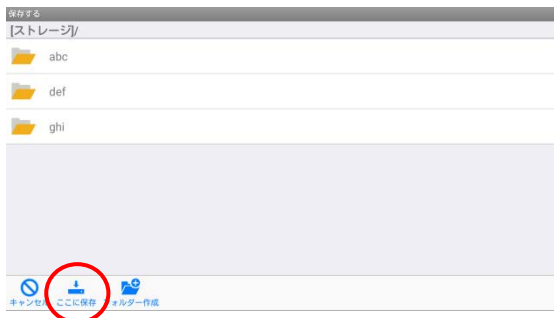 保存する
[ストレージ]/
abc
def
ghi
キャンセル ここに保存 フォルダー作成